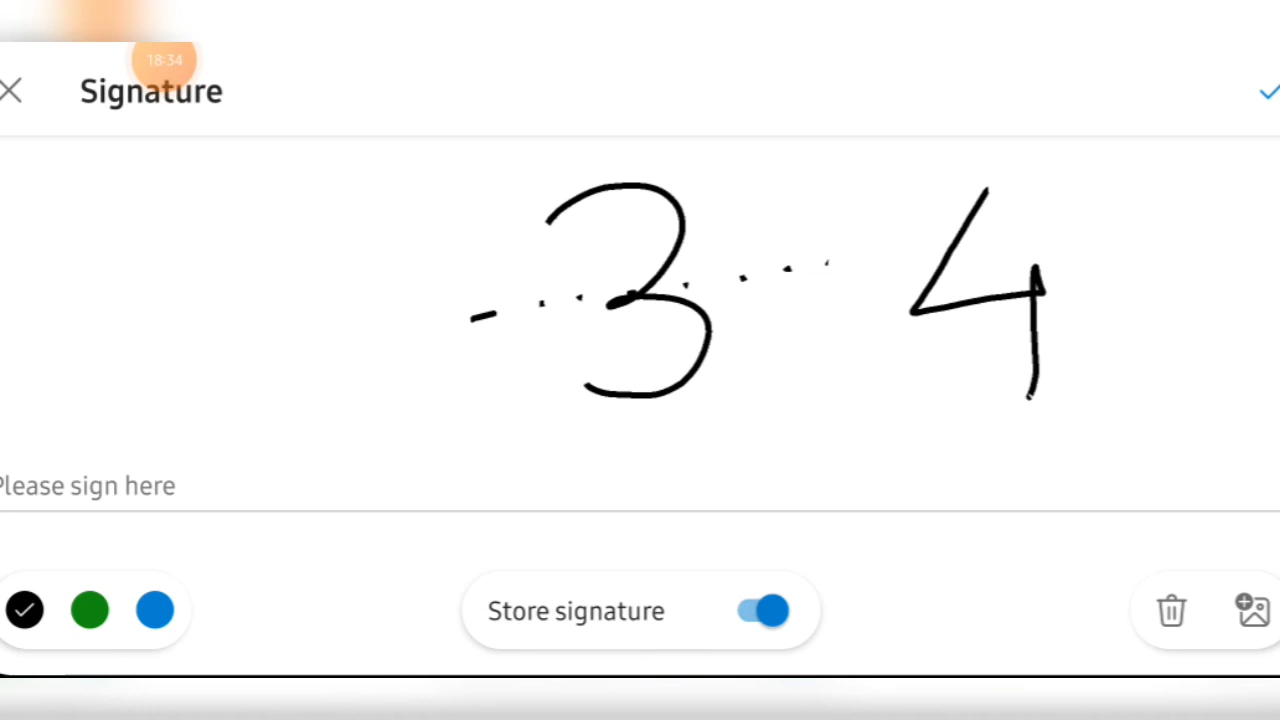 18:34
Signature
3 4
Please sign here
Store signature